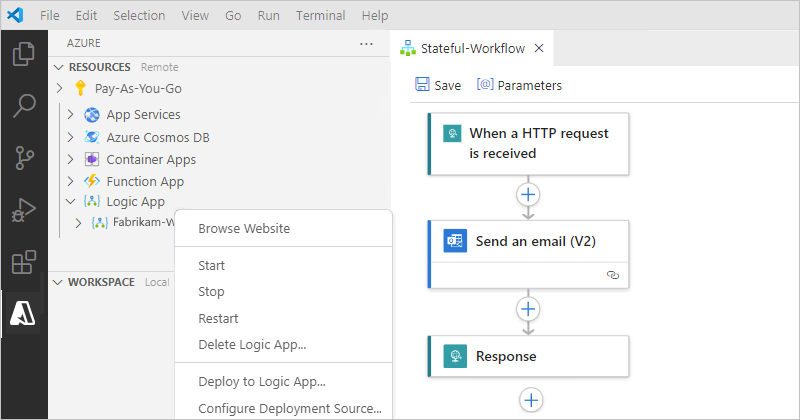 File Edit Selection View Go Run Terminal Help
AZURE
RESOURCES Remote
Pay-As-You-Go
App Services
Azure Cosmos DB
Container Apps
Function App
Logic App
Fabrikam-W
WORKSPACE Local
Browse Website
Start
Stop
Restart
Delete Logic App...
Deploy to Logic App...
Configure Deployment Source...
Stateful-Workflow
Save Parameters
When a HTTP request
is received
Send an email (V2)
Response